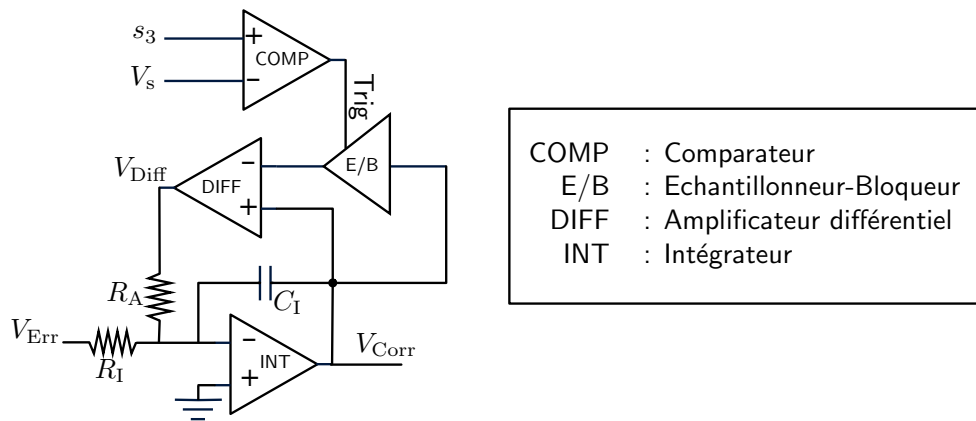 s3
+
COMP
Vs
−
Trig
VDiff
−
DIFF
+
E/B
RA
CI
VErr
RI
−
INT
+
VCorr
COMP : Comparateur
E/B : Echantillonneur-Bloqueur
DIFF : Amplificateur différentiel
INT : Intégrateur